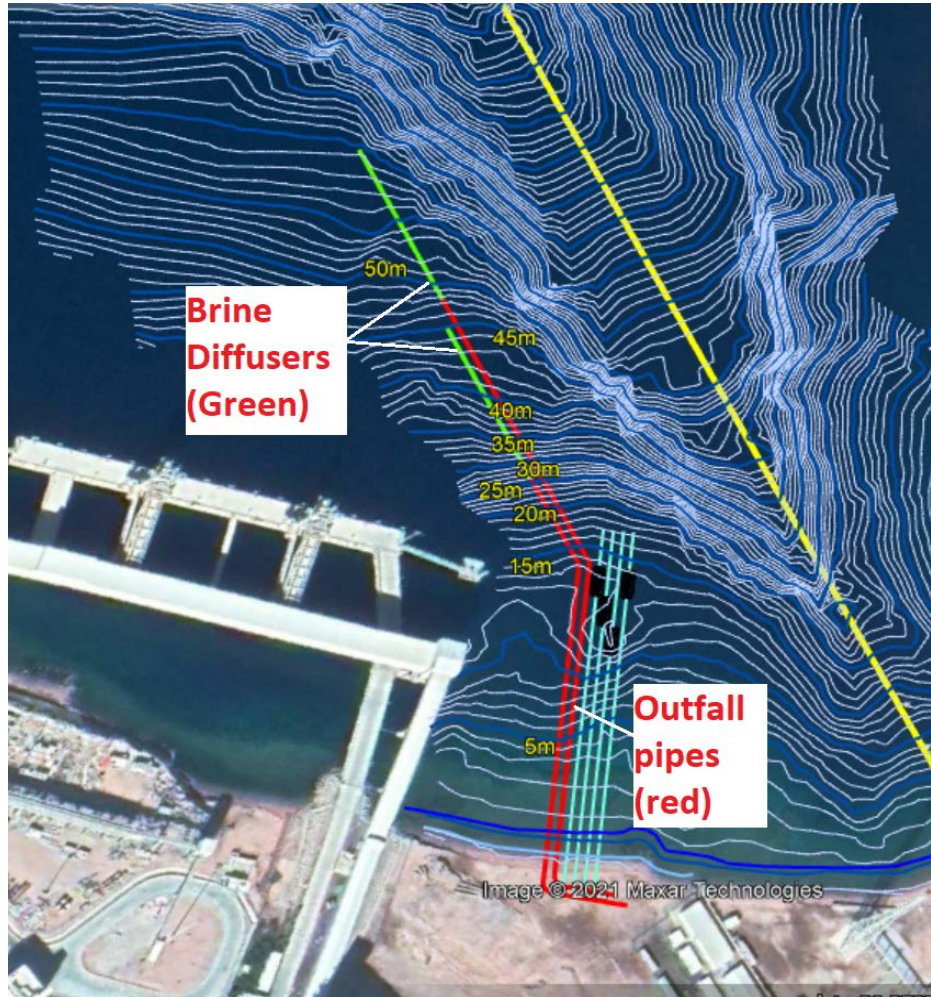 50m
Brine
Diffusers
(Green)
45m
40m
35m
30m
25m
20m
15m
Outfall
pipes
(red)
5m
Image © 2021 Maxar Technologies